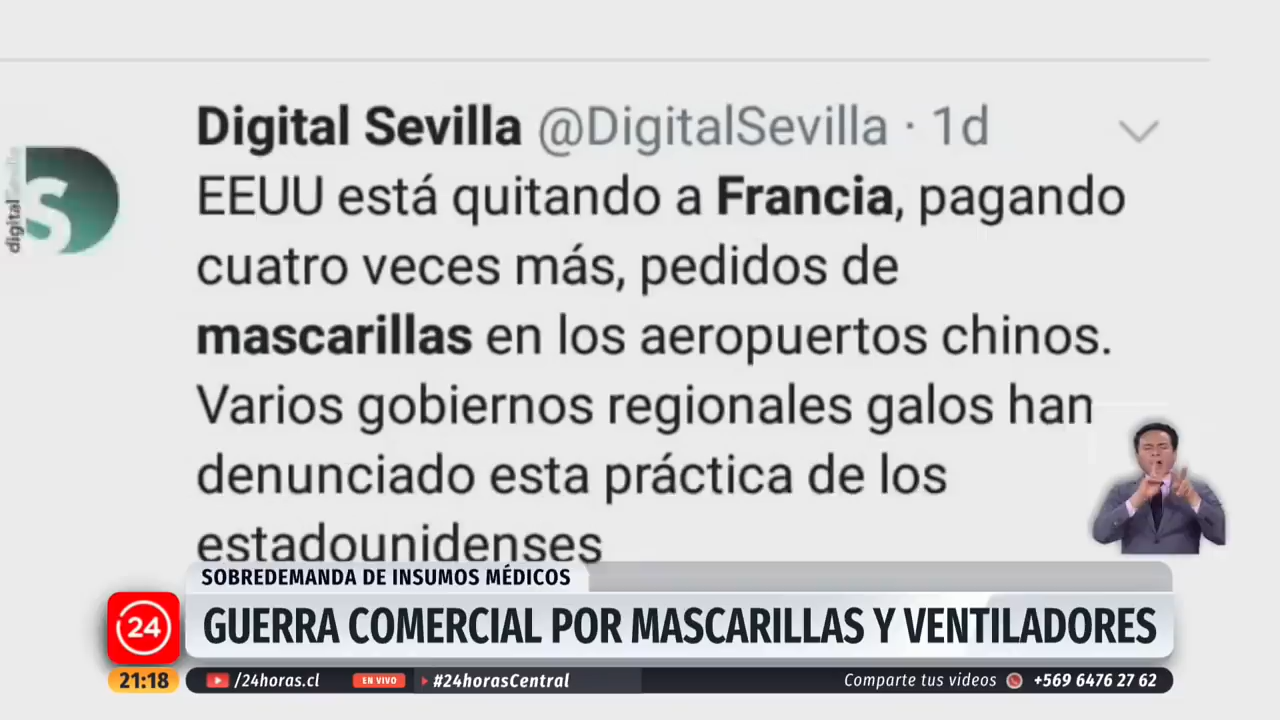 Digital Sevilla @DigitalSevilla · 1d
digital Sevilla
S
EEUU está quitando a Francia, pagando
cuatro veces más, pedidos de
mascarillas en los aeropuertos chinos.
Varios gobiernos regionales galos han
denunciado esta práctica de los
estadounidenses
SOBREDEMANDA DE INSUMOS MÉDICOS
24
GUERRA COMERCIAL POR MASCARILLAS Y VENTILADORES
21:18
/24horas.cl
EN VIVO
#24horasCentral
Comparte tus videos
+569 6476 27 62